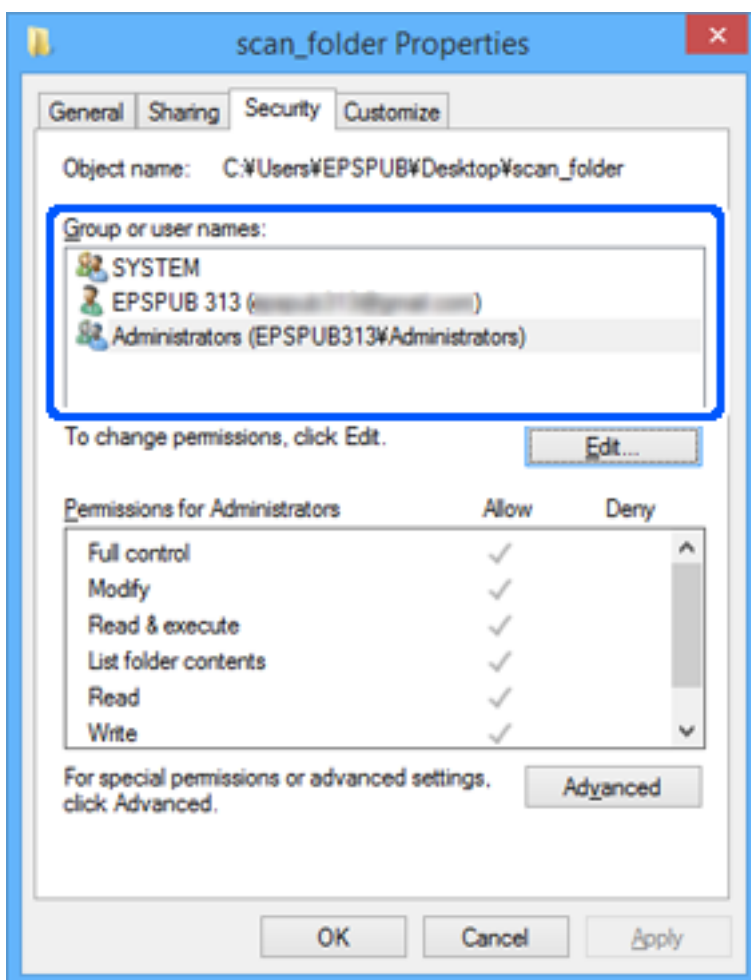 scan_folder Properties
General Sharing Security Customize
Object name: C:¥Users¥EPSPUB¥Desktop¥scan_folder
Group or user names:
SYSTEM
EPSPUB 313 ( )
Administrators (EPSPUB313¥Administrators)
To change permissions, click Edit.
Edit...
Permissions for Administrators Allow Deny
Full control
Modify
Read & execute
List folder contents
Read
Write
For special permissions or advanced settings,
click Advanced.
Advanced
OK Cancel Apply